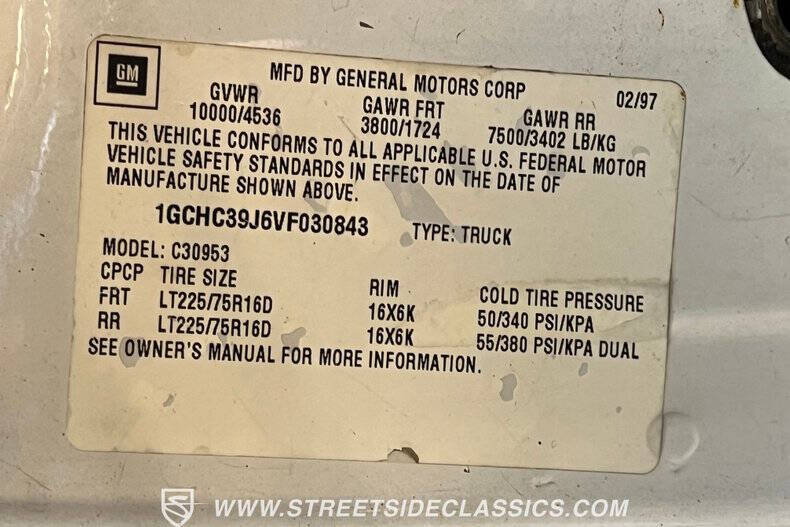 GM
MFD BY GENERAL MOTORS CORP 02/97
GVWR GAWR FRT GAWR RR
10000/4536 3800/1724 7500/3402 LB/KG
THIS VEHICLE CONFORMS TO ALL APPLICABLE U.S. FEDERAL MOTOR
VEHICLE SAFETY STANDARDS IN EFFECT ON THE DATE OF
MANUFACTURE SHOWN ABOVE.
1GCHC39J6VF030843 TYPE: TRUCK
MODEL: C30953
CPCP TIRE SIZE RIM COLD TIRE PRESSURE
FRT LT225/75R16D 16X6K 50/340 PSI/KPA
RR LT225/75R16D 16X6K 55/380 PSI/KPA DUAL
SEE OWNER'S MANUAL FOR MORE INFORMATION.
WWW.STREETSIDECLASSICS.COM